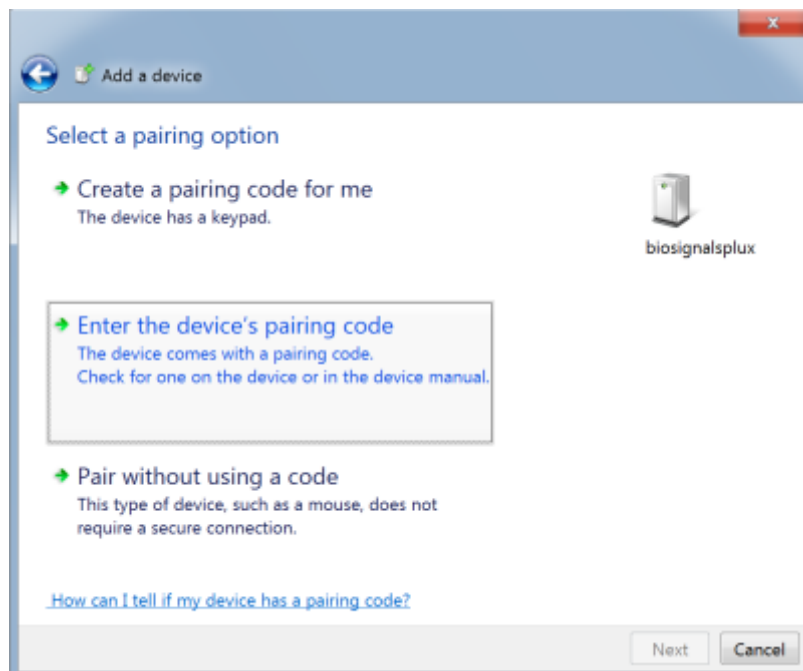 Add a device
Select a pairing option
Create a pairing code for me
The device has a keypad.
biosignalsplux
Enter the device's pairing code
The device comes with a pairing code.
Check for one on the device or in the device manual.
Pair without using a code
This type of device, such as a mouse, does not
require a secure connection.
How can I tell if my device has a pairing code?
Next
Cancel